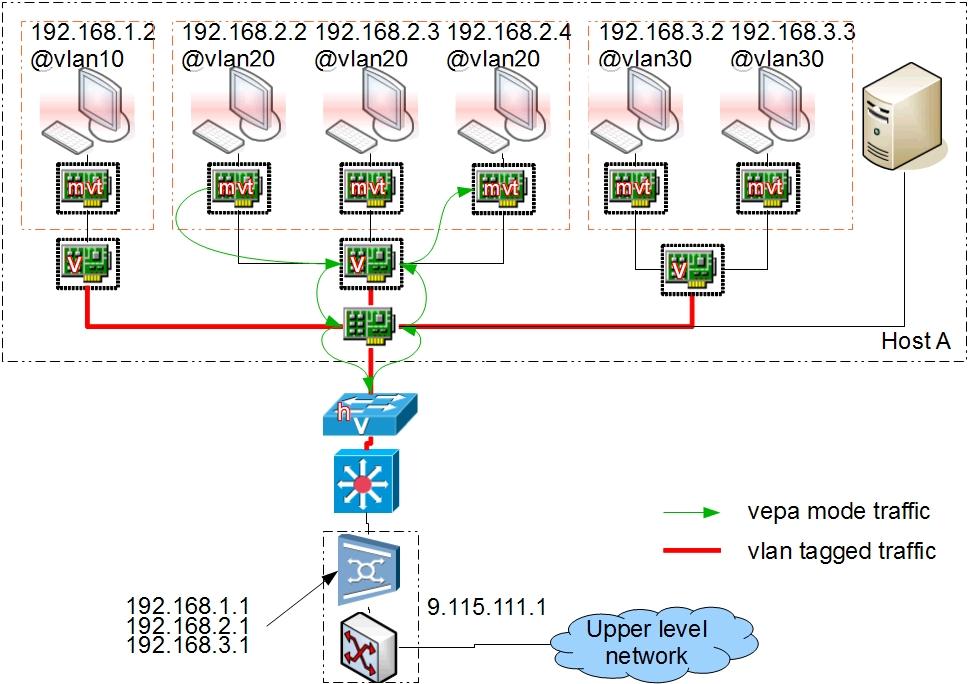 192.168.1.2 192.168.2.2 192.168.2.3 192.168.2.4 192.168.3.2 192.168.3.3
@vlan10 @vlan20 @vlan20 @vlan20 @vlan30 @vlan30
mvt mvt mvt mvt mvt mvt
V V V
Host A
h
V
vepa mode traffic
vlan tagged traffic
192.168.1.1
192.168.2.1
192.168.3.1
9.115.111.1
Upper level
network